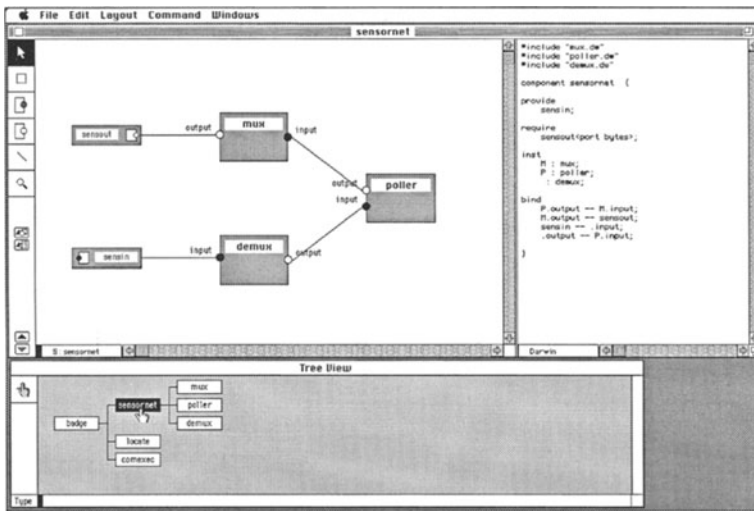 File Edit Layout Command Windows
sensornet
mux
sensout
output
input
output
poller
input
input
demux
output
sensin
S: sensornet
#include "mux.dw"
#include "poller.dw"
#include "demux.dw"
component sensornet {
provide
sensin;
require
sensout<port bytes>;
inst
M : mux;
P : poller;
: demux;
bind
P.output -- M.input;
M.output -- sensout;
sensin -- .input;
.output -- P.input;
}
Darwin
Tree View
mux
sensornet
poller
badge
demux
locate
comexec
Type